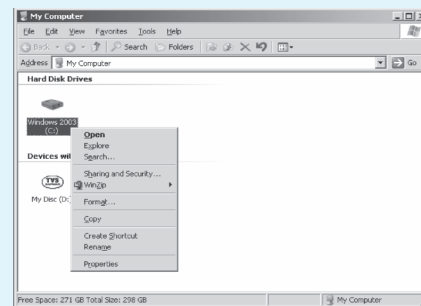 My Computer
File Edit View Favorites Tools Help
Back Search Folders
Address My Computer Go
Hard Disk Drives
Windows 2003
(C:)
Open
Explore
Search...
Devices wit
Sharing and Security...
WinZip
My Disc (D:
Format...
Copy
Create Shortcut
Rename
Properties
Free Space: 271 GB Total Size: 298 GB My Computer